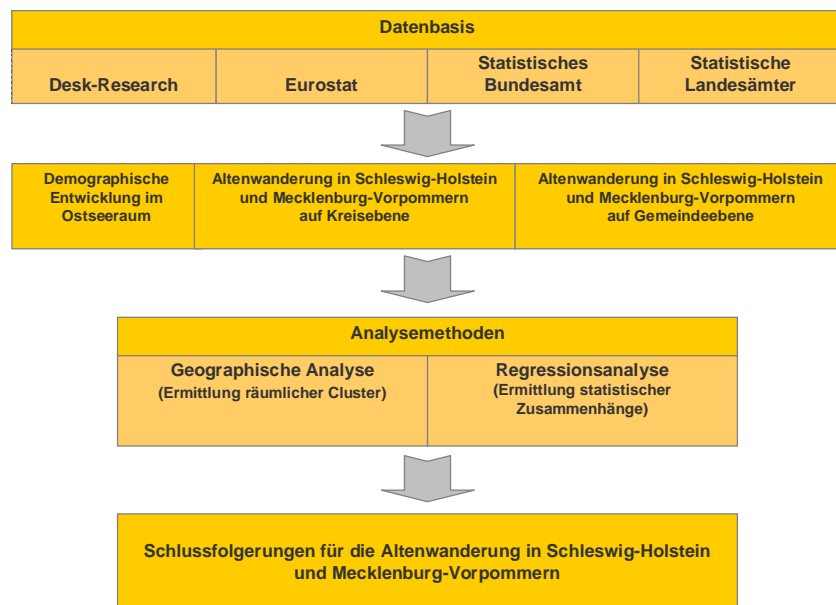 Datenbasis
Desk-Research
Eurostat
Statistisches
Bundesamt
Statistische
Landesämter
Demographische
Entwicklung im
Ostseeraum
Altenwanderung in Schleswig-Holstein
und Mecklenburg-Vorpommern
auf Kreisebene
Altenwanderung in Schleswig-Holstein
und Mecklenburg-Vorpommern
auf Gemeindeebene
Analysemethoden
Geographische Analyse
(Ermittlung räumlicher Cluster)
Regressionsanalyse
(Ermittlung statistischer
Zusammenhänge)
Schlussfolgerungen für die Altenwanderung in Schleswig-Holstein
und Mecklenburg-Vorpommern